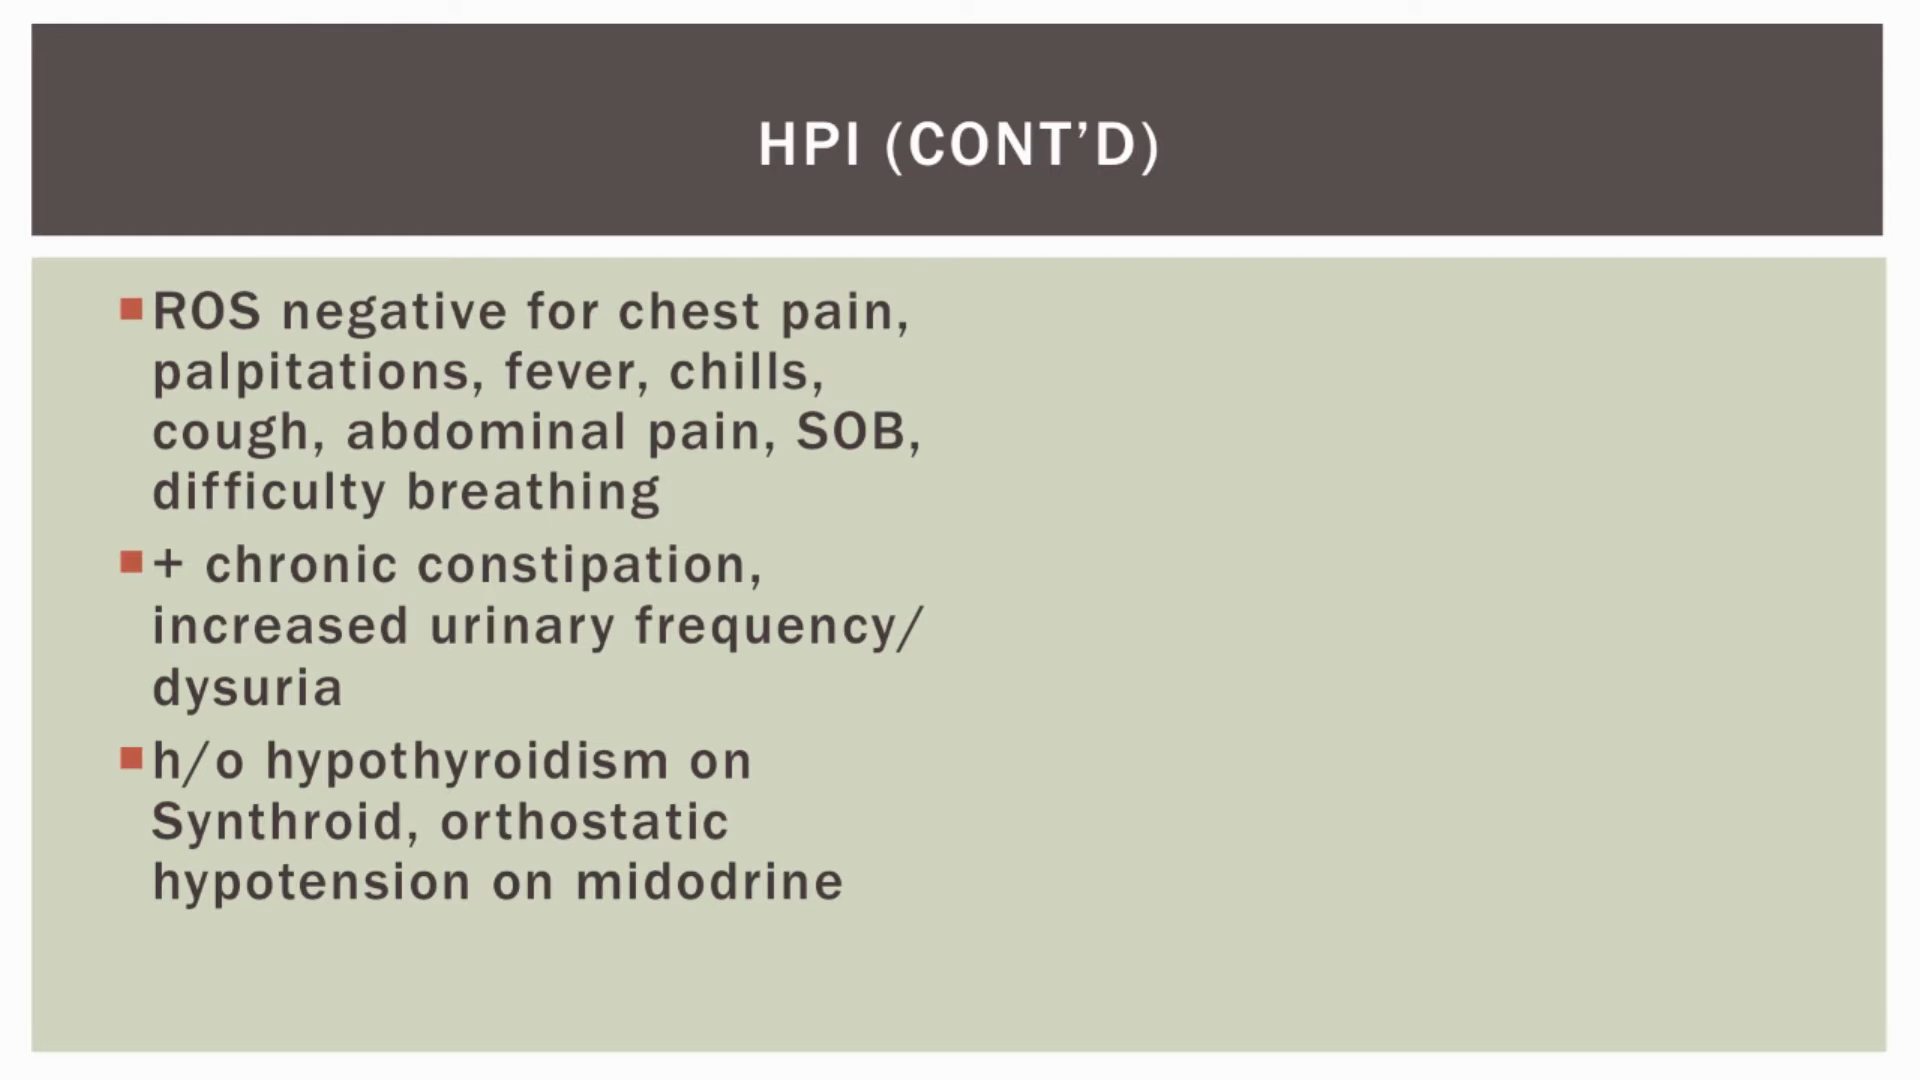 HPI (CONT’D)
ROS negative for chest pain,
palpitations, fever, chills,
cough, abdominal pain, SOB,
difficulty breathing
+ chronic constipation,
increased urinary frequency/
dysuria
h/o hypothyroidism on
Synthroid, orthostatic
hypotension on midodrine